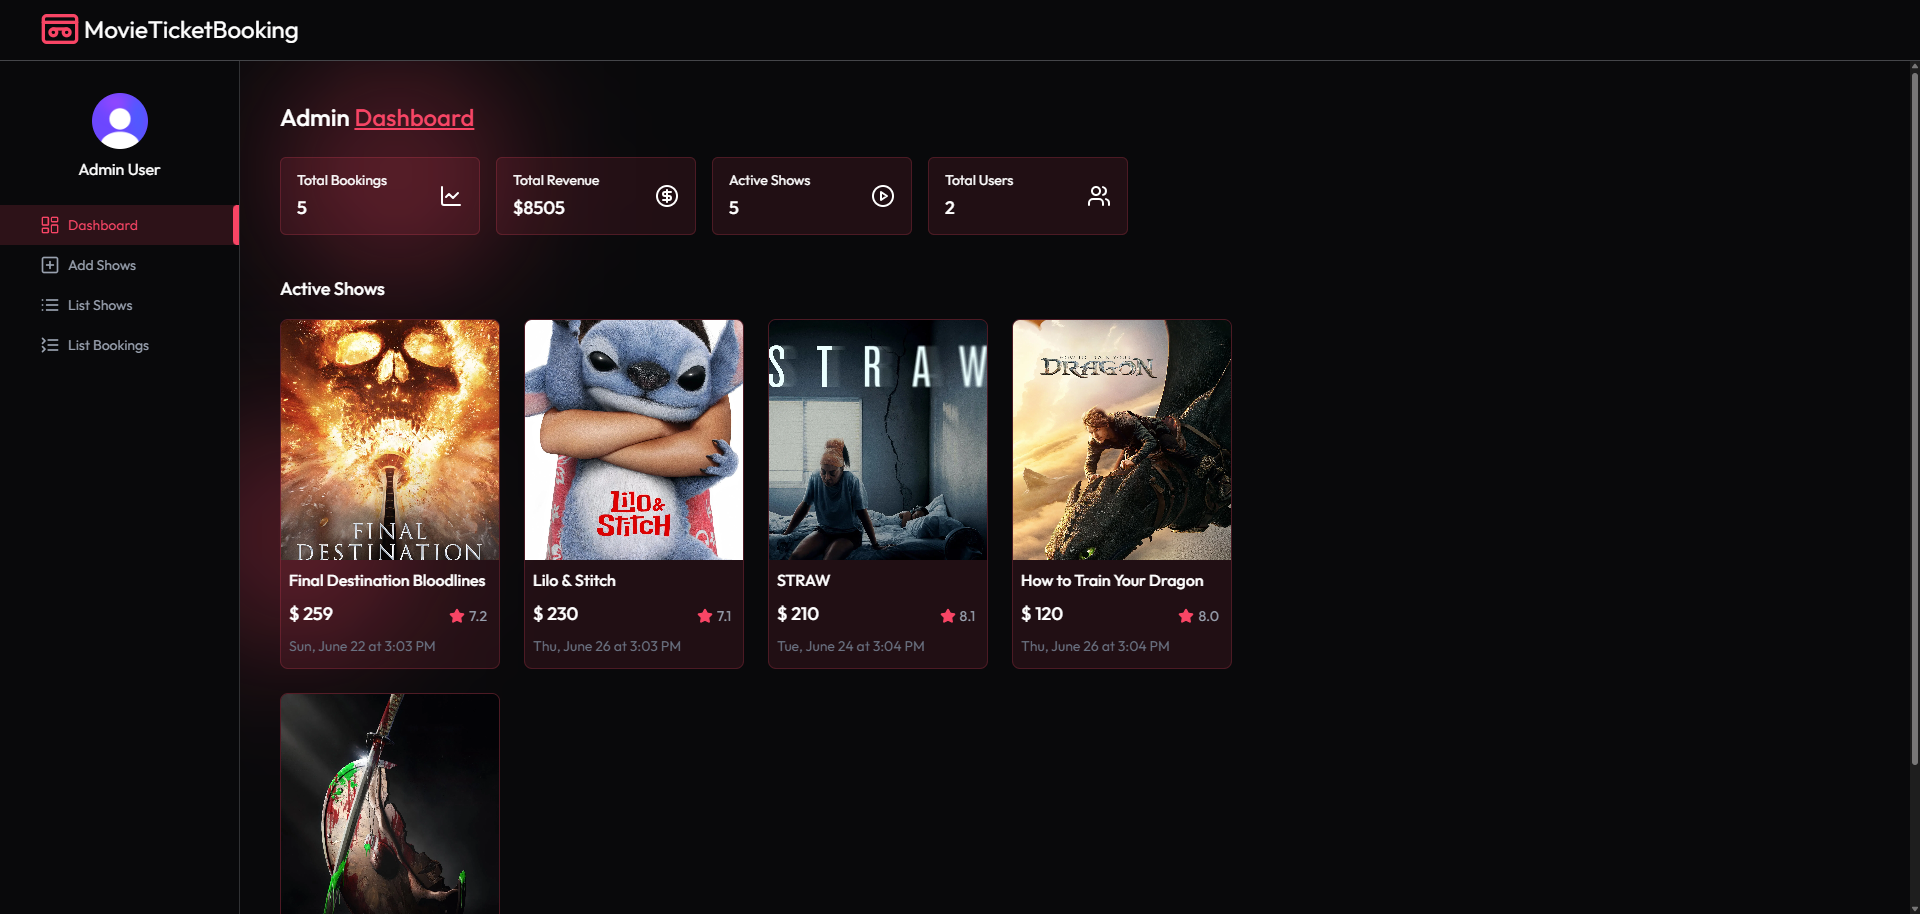 MovieTicketBooking
Admin User
Dashboard
Add Shows
List Shows
List Bookings
Admin Dashboard
Total Bookings
5
Total Revenue
$8505
Active Shows
5
Total Users
2
Active Shows
FINAL
DESTINATION
Final Destination Bloodlines
$ 259
7.2
Sun, June 22 at 3:03 PM
Lilo &
Stitch
Lilo & Stitch
$ 230
7.1
Thu, June 26 at 3:03 PM
STRAW
STRAW
$ 210
8.1
Tue, June 24 at 3:04 PM
HOW TO TRAIN YOUR
DRAGON
How to Train Your Dragon
$ 120
8.0
Thu, June 26 at 3:04 PM